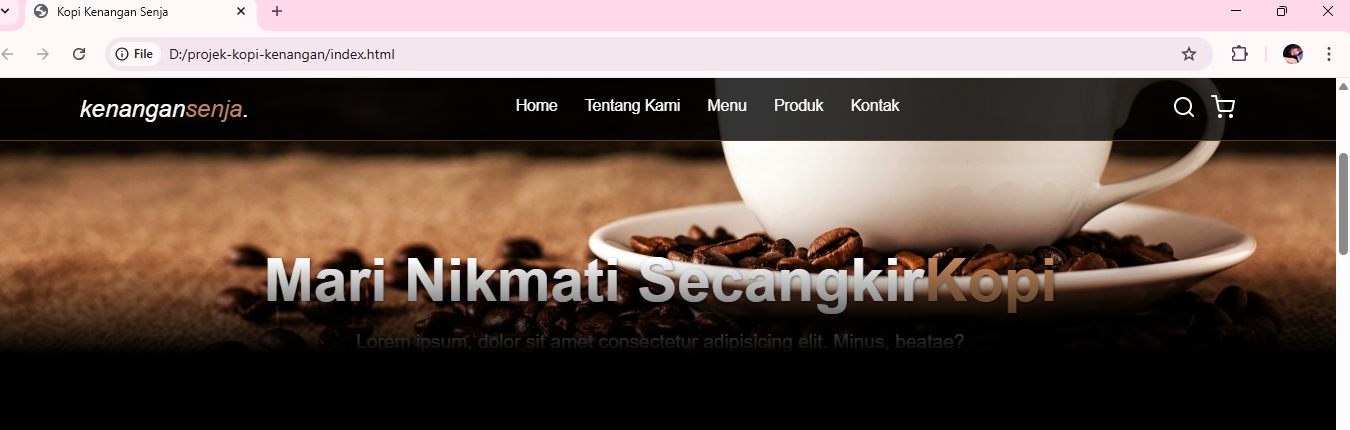 Kopi Kenangan Senja
File D:/projek-kopi-kenangan/index.html
kenangansenja.
Home Tentang Kami Menu Produk Kontak
Mari Nikmati SecangkirKopi
Lorem ipsum, dolor sit amet consectetur adipisicing elit. Minus, beatae?